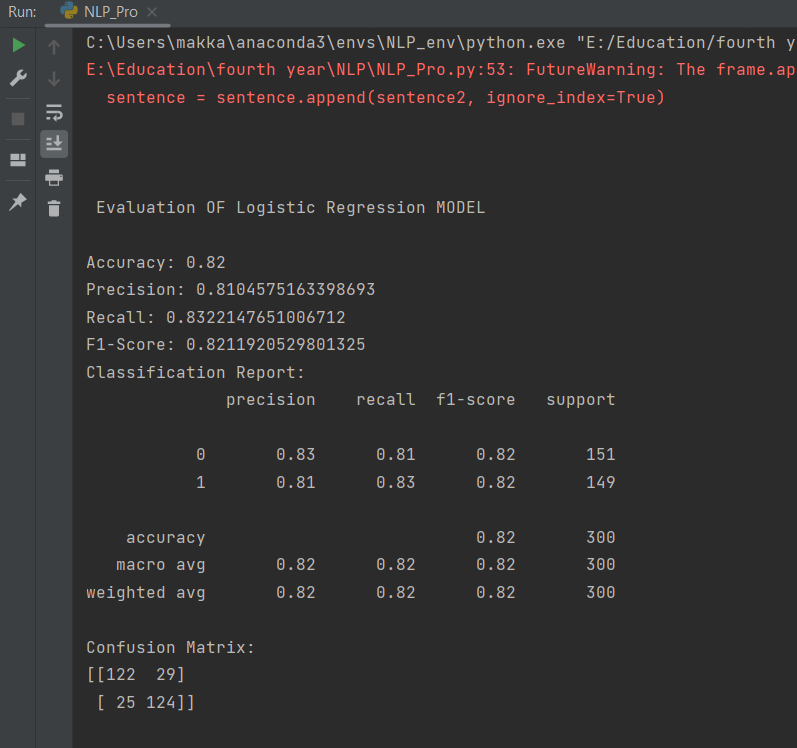 Run: NLP_Pro
C:\Users\makka\anaconda3\envs\NLP_env\python.exe "E:/Education/fourth y
E:\Education\fourth year\NLP\NLP_Pro.py:53: FutureWarning: The frame.ap
sentence = sentence.append(sentence2, ignore_index=True)
Evaluation OF Logistic Regression MODEL
Accuracy: 0.82
Precision: 0.8104575163398693
Recall: 0.8322147651006712
F1-Score: 0.8211920529801325
Classification Report:
precision recall f1-score support
0 0.83 0.81 0.82 151
1 0.81 0.83 0.82 149
accuracy 0.82 300
macro avg 0.82 0.82 0.82 300
weighted avg 0.82 0.82 0.82 300
Confusion Matrix:
[[122 29]
[ 25 124]]